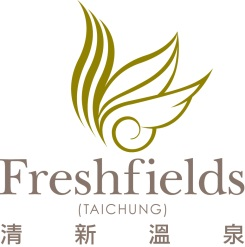 Freshfields
(TAICHUNG)
清新溫泉